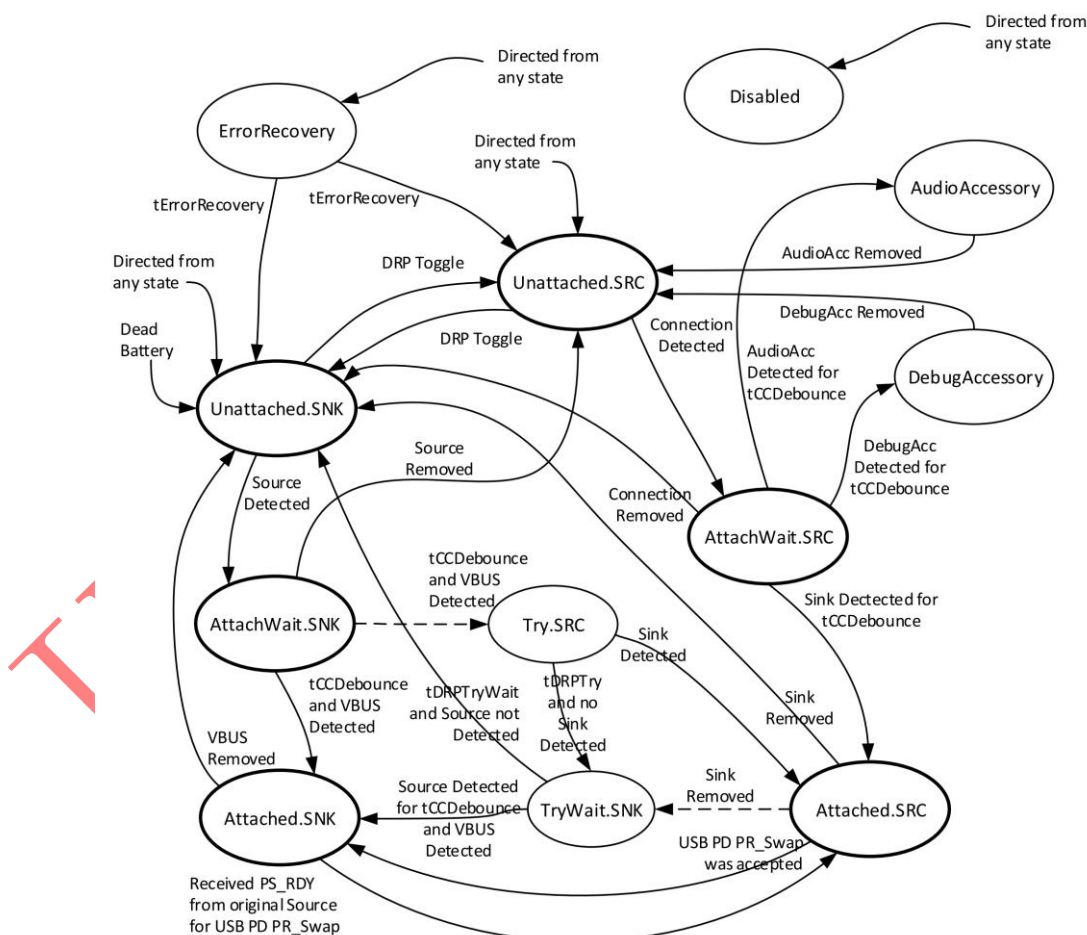 Directed from
any state
Directed from
any state
Disabled
ErrorRecovery
Directed from
any state
AudioAccessory
tErrorRecovery
tErrorRecovery
AudioAcc Removed
DRP Toggle
Directed from
any state
Unattached.SRC
DebugAcc Removed
Connection
Detected
Dead
Battery
DRP Toggle
AudioAcc
Detected for
tCCDebounce
DebugAccessory
Unattached.SNK
Source
Removed
DebugAcc
Detected for
tCCDebounce
Source
Detected
Connection
Removed
AttachWait.SRC
tCCDebounce
and VBUS
Detected
Sink Dectected for
tCCDebounce
AttachWait.SNK
Try.SRC
Sink
Detected
tCCDebounce
and VBUS
Detected
tDRPTryWait
and Source not
Detected
tDRPTry
and no
Sink
Detected
Sink
Removed
VBUS
Removed
Source Detected
for tCCDebounce
and VBUS
Detected
Sink
Removed
Attached.SNK
TryWait.SNK
Attached.SRC
USB PD PR_Swap
was accepted
Received PS_RDY
from original Source
for USB PD PR_Swap